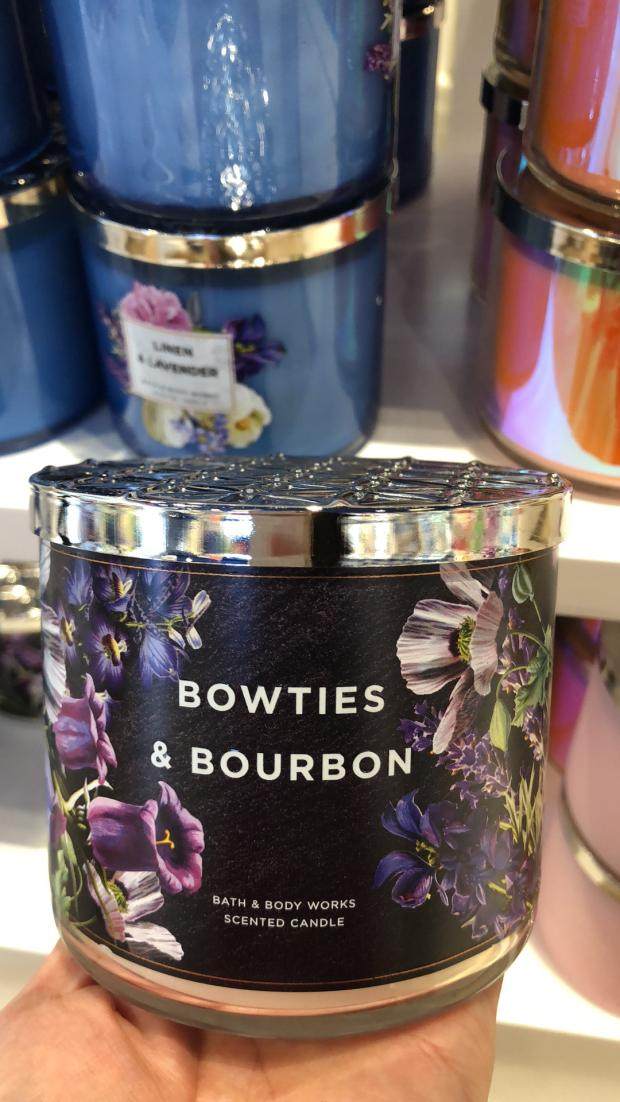 LINEN
& LAVENDER
BOWTIES
& BOURBON
BATH & BODY WORKS
SCENTED CANDLE